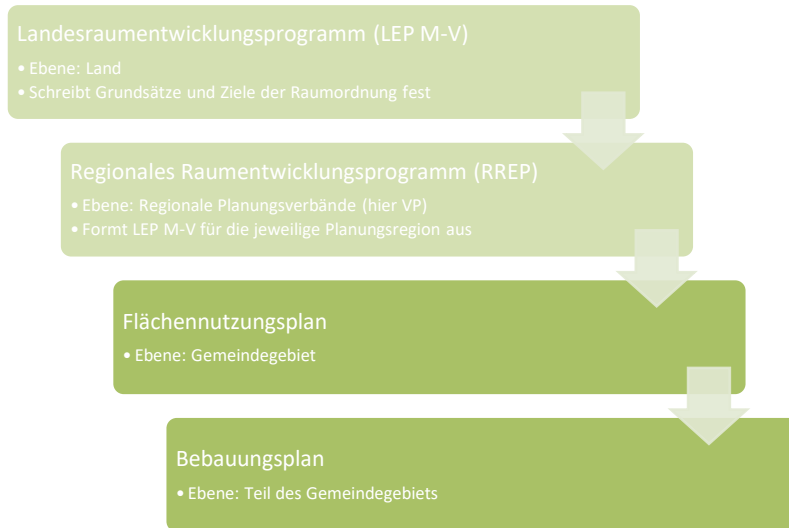 Landesraumentwicklungsprogramm (LEP M-V)
• Ebene: Land
• Schreibt Grundsätze und Ziele der Raumordnung fest
Regionales Raumentwicklungsprogramm (RREP)
• Ebene: Regionale Planungsverbände (hier VP)
• Formt LEP M-V für die jeweilige Planungsregion aus
Flächennutzungsplan
• Ebene: Gemeindegebiet
Bebauungsplan
• Ebene: Teil des Gemeindegebiets